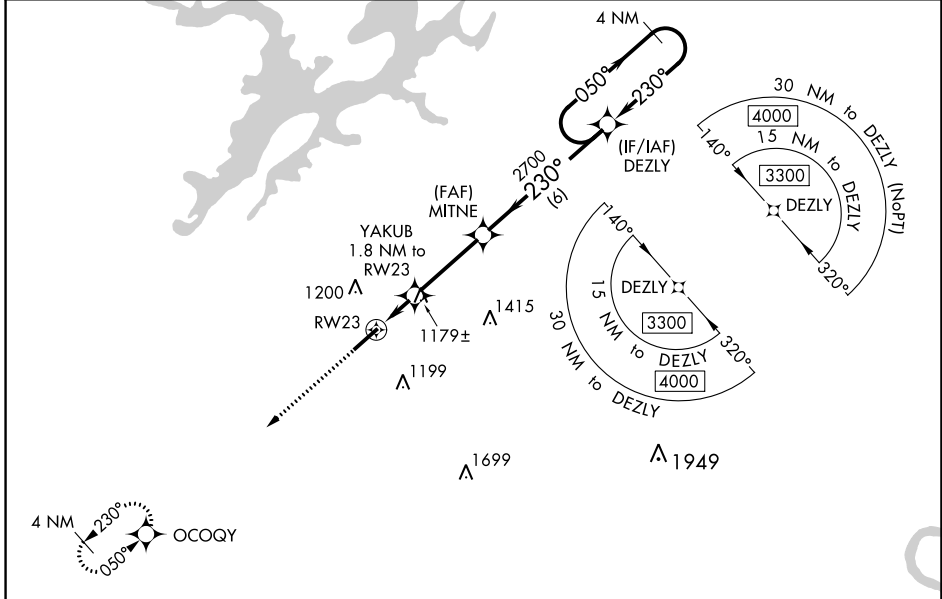 4 NM
050°
230°
(IF/IAF)
DEZLY
2700
230°
(6)
(FAF)
MITNE
YAKUB
1.8 NM to
RW23
1200
RW23
1179±
1415
1199
1699
1949
30 NM to DEZLY (NoPT)
4000
15 NM to DEZLY
3300
140°
DEZLY
320°
140°
DEZLY
15 NM to DEZLY
3300
320°
30 NM to DEZLY
4000
4 NM
230°
050°
OCOQY